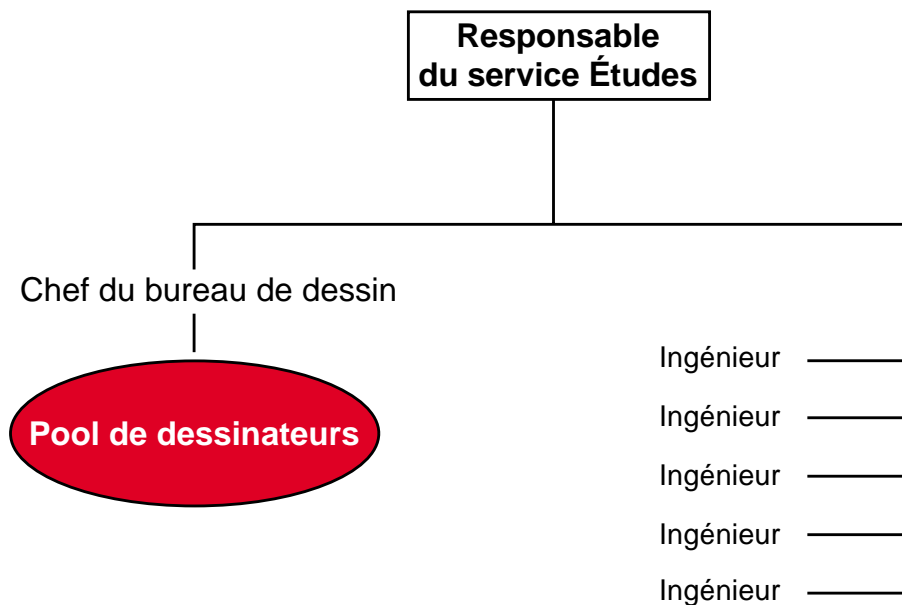 Responsable
du service Études
Chef du bureau de dessin
Pool de dessinateurs
Ingénieur
Ingénieur
Ingénieur
Ingénieur
Ingénieur